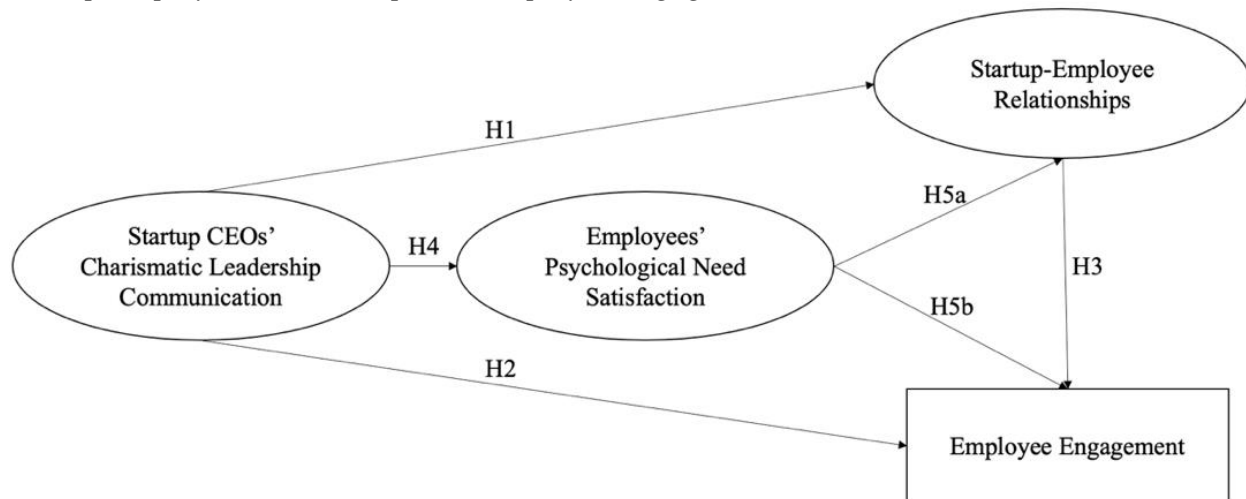 Startup-Employee
Relationships
H1
H5a
Startup CEOs’
Charismatic Leadership
Communication
H4
Employees’
Psychological Need
Satisfaction
H3
H5b
H2
Employee Engagement